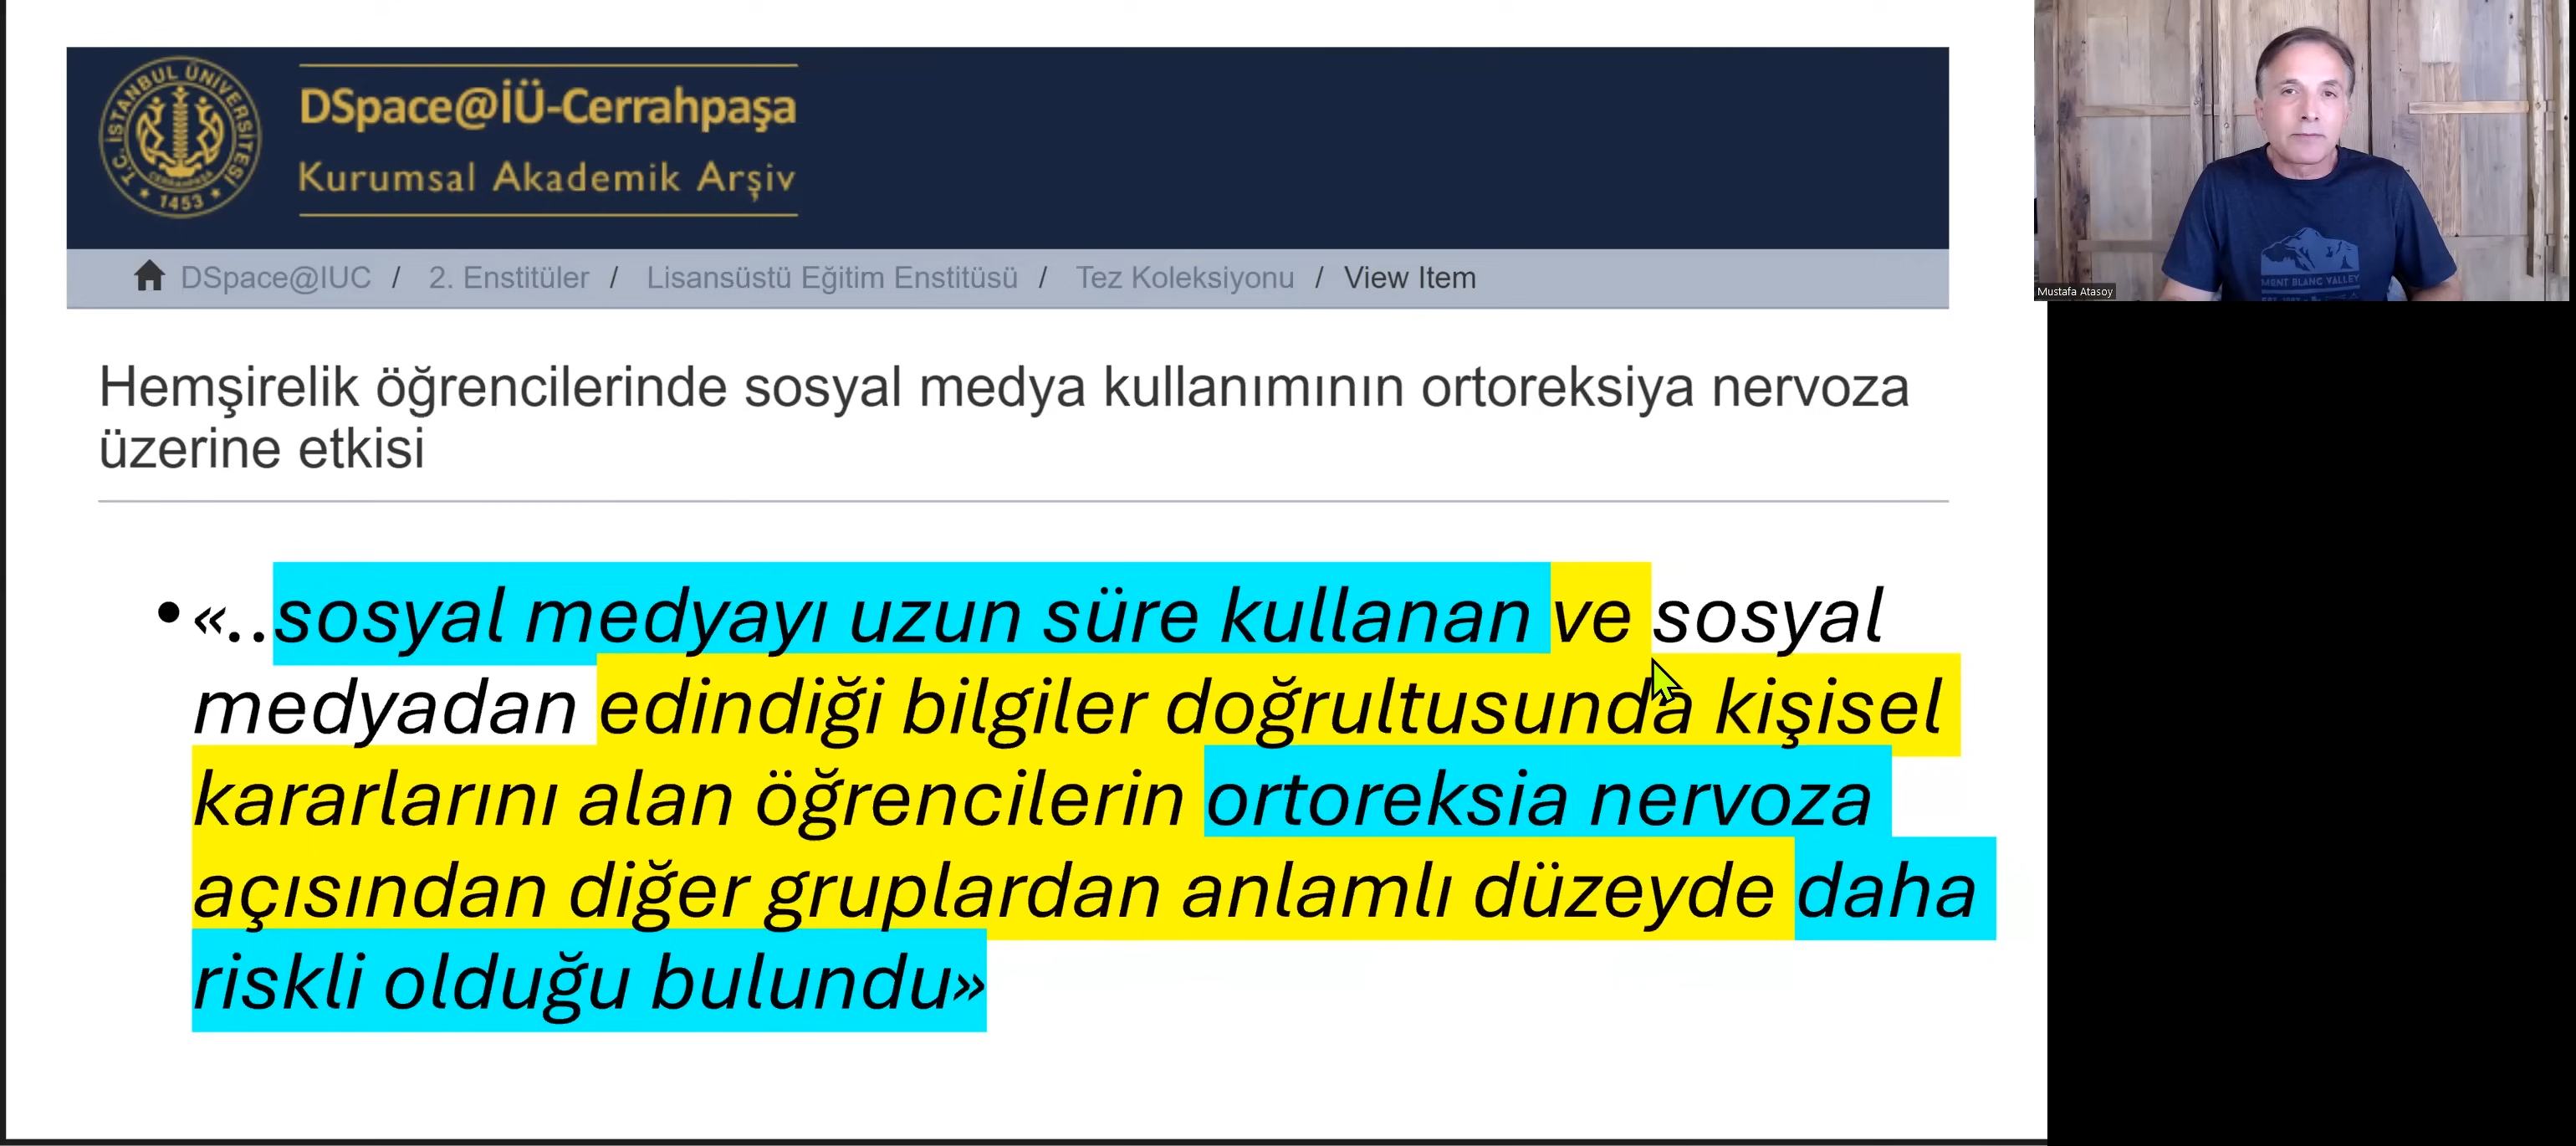 T.C. İSTANBUL ÜNİVERSİTESİ
CERRAHPAŞA
1453
DSpace@İÜ-Cerrahpaşa
Kurumsal Akademik Arşiv
DSpace@IUC / 2. Enstitüler / Lisansüstü Eğitim Enstitüsü / Tez Koleksiyonu / View Item
Hemşirelik öğrencilerinde sosyal medya kullanımının ortoreksiya nervoza
üzerine etkisi
•«..sosyal medyayı uzun süre kullanan ve sosyal
medyadan edindiği bilgiler doğrultusunda kişisel
kararlarını alan öğrencilerin ortoreksia nervoza
açısından diğer gruplardan anlamlı düzeyde daha
riskli olduğu bulundu»
MONT BLANC VALLEY
Mustafa Atasoy